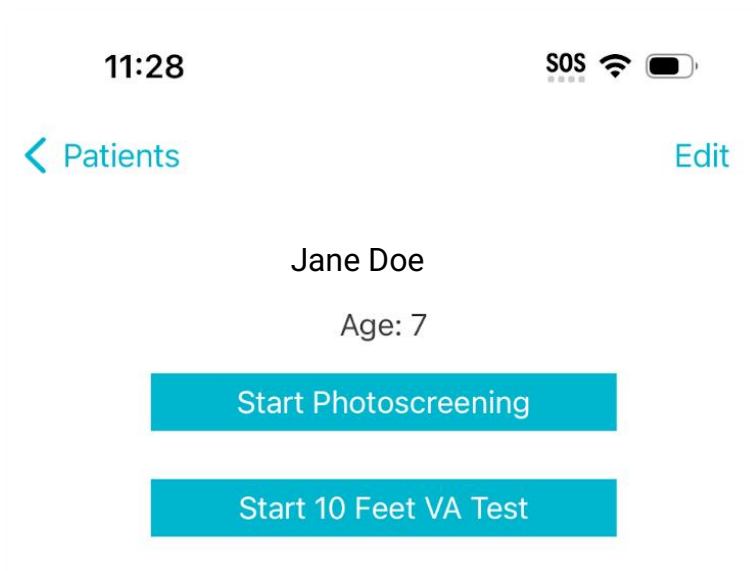 11:28 SOS
Patients Edit
Jane Doe
Age: 7
Start Photoscreening
Start 10 Feet VA Test